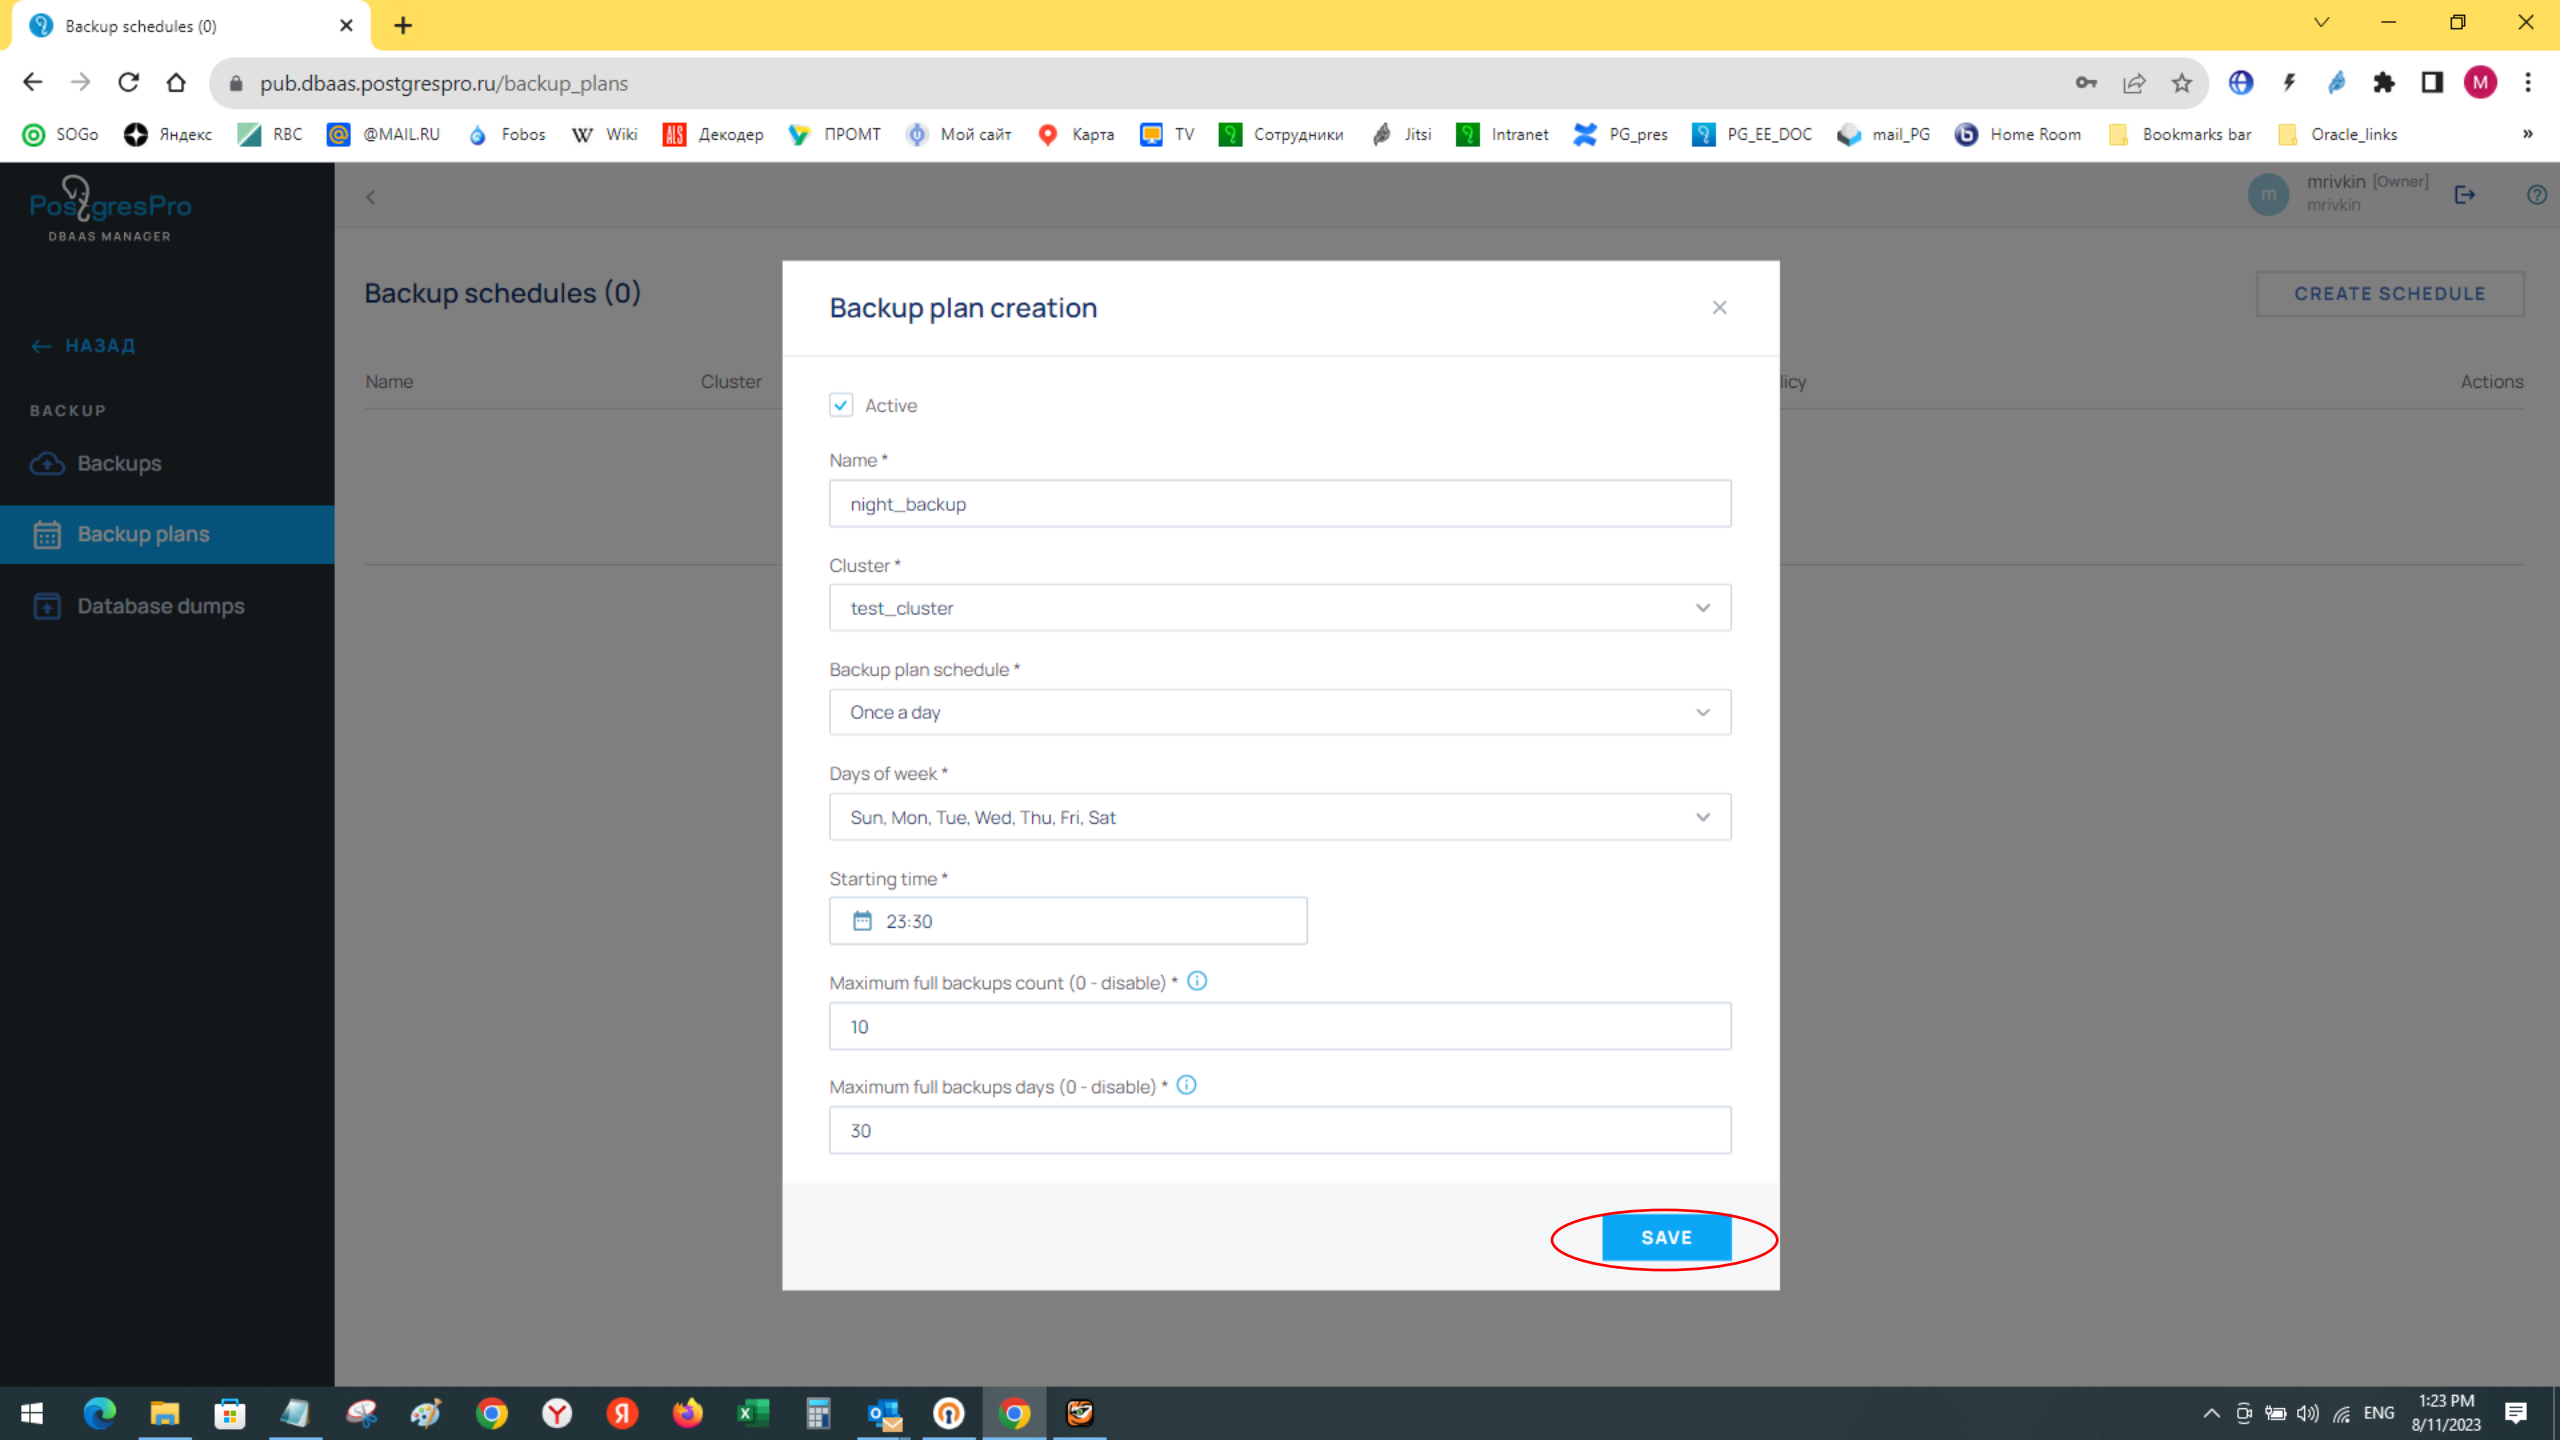 Backup schedules (0)
pub.dbaas.postgrespro.ru/backup_plans
M
SOGo Яндекс RBC @MAIL.RU Fobos Wiki Декодер ПРОМТ Мой сайт Карта TV Сотрудники Jitsi Intranet PG_pres PG_EE_DOC mail_PG Home Room Bookmarks bar Oracle_links »
PostgresPro
DBAAS MANAGER
m
mrivkin [Owner]
mrivkin
Backup schedules (0)
CREATE SCHEDULE
← НАЗАД
BACKUP
Backups
Backup plans
Database dumps
Name Cluster licy Actions
Backup plan creation
Active
Name *
night_backup
Cluster *
test_cluster
Backup plan schedule *
Once a day
Days of week *
Sun, Mon, Tue, Wed, Thu, Fri, Sat
Starting time *
23:30
Maximum full backups count (0 - disable) *
10
Maximum full backups days (0 - disable) *
30
SAVE
ENG
1:23 PM
8/11/2023